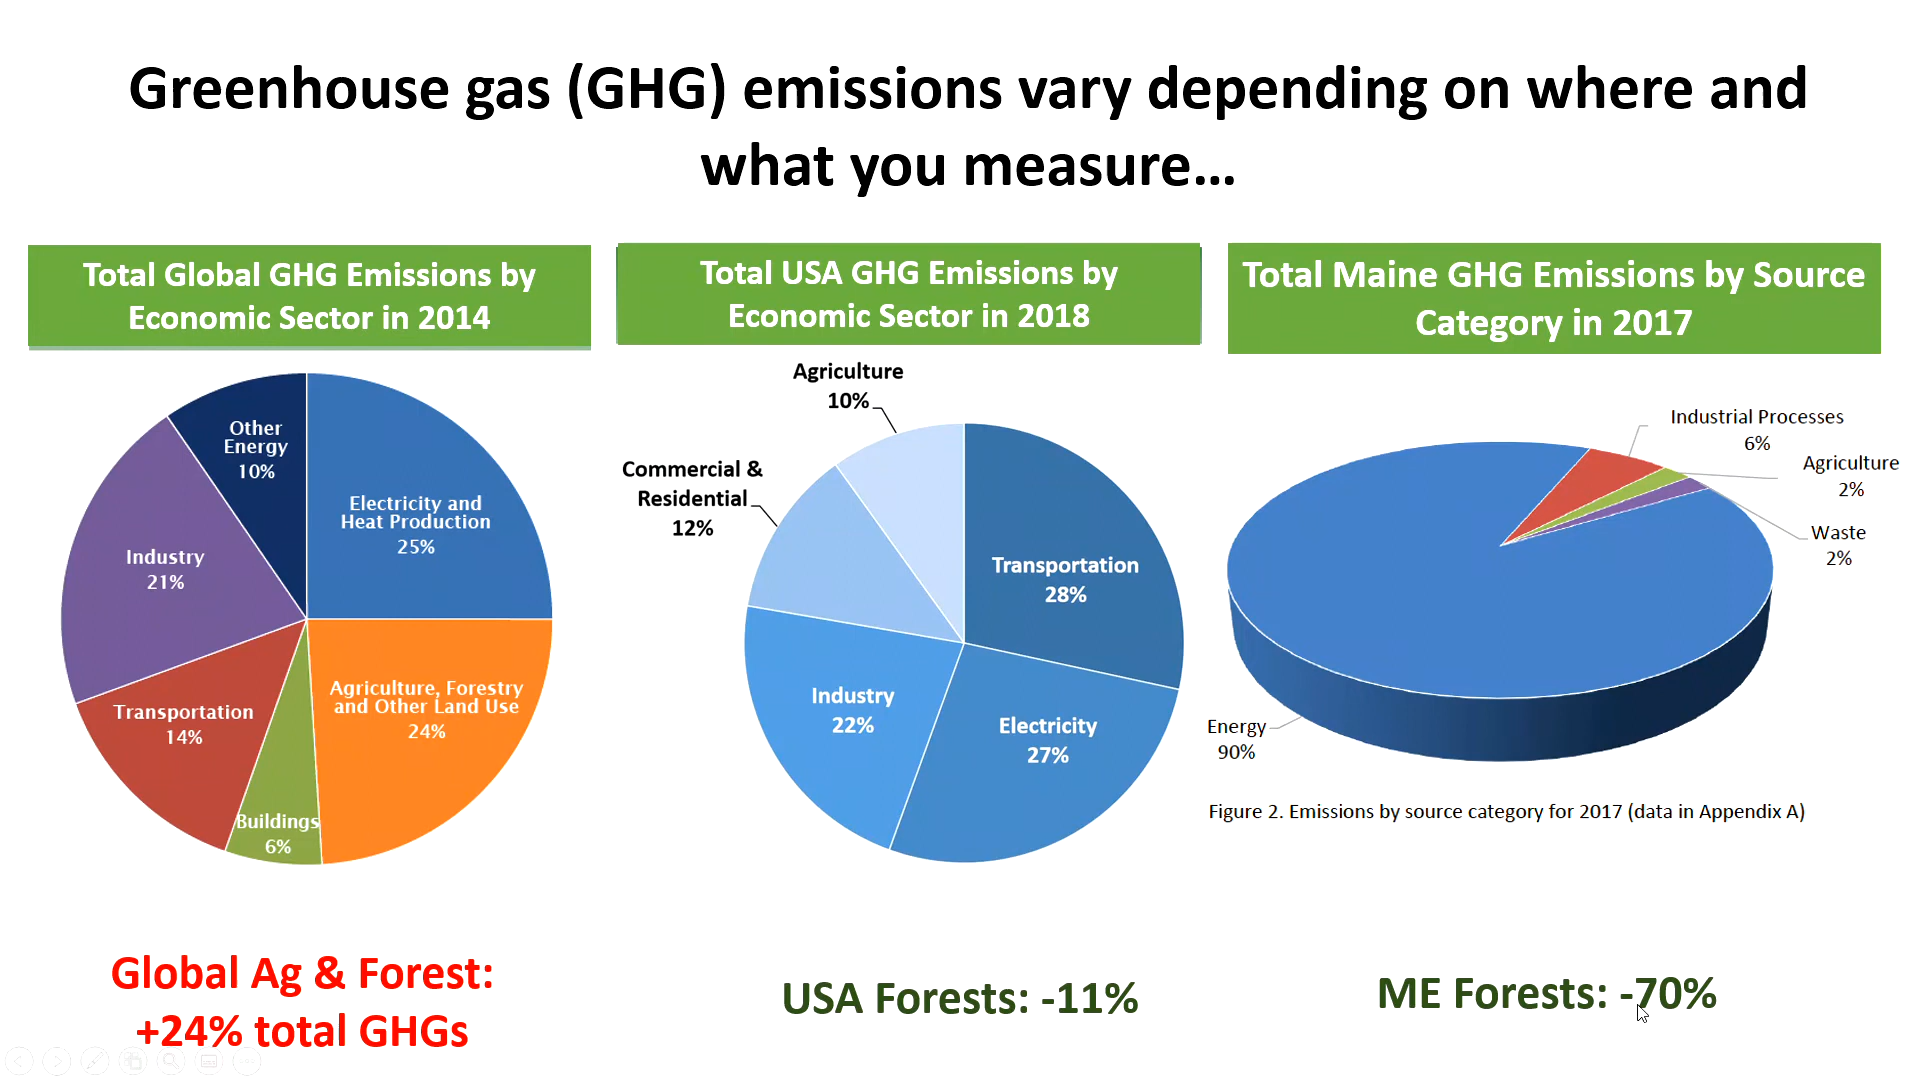 Greenhouse gas (GHG) emissions vary depending on where and
what you measure...
Total Global GHG Emissions by
Economic Sector in 2014
Other
Energy
10%
Electricity and
Heat Production
25%
Industry
21%
Agriculture, Forestry
and Other Land Use
24%
Transportation
14%
Buildings
6%
Global Ag & Forest:
+24% total GHGs
Total USA GHG Emissions by
Economic Sector in 2018
Agriculture
10%
Commercial &
Residential
12%
Transportation
28%
Industry
22%
Electricity
27%
USA Forests: -11%
Total Maine GHG Emissions by Source
Category in 2017
Industrial Processes
6%
Agriculture
2%
Waste
2%
Energy
90%
Figure 2. Emissions by source category for 2017 (data in Appendix A)
ME Forests: -70%